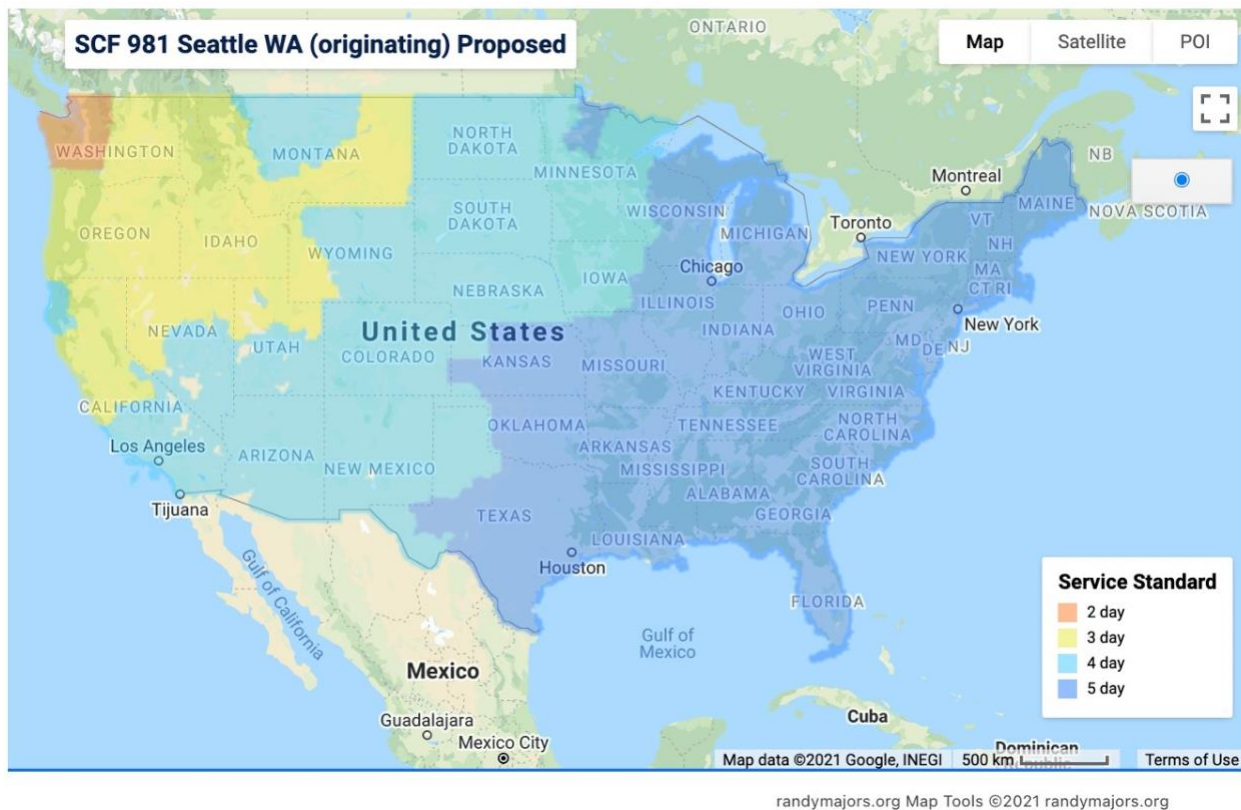 SCF 981 Seattle WA (originating) Proposed
Map Satellite POI
ONTARIO
WASHINGTON
MONTANA
NORTH
DAKOTA
MINNESOTA
Montreal
NB
MAINE
NOVA SCOTIA
OREGON
IDAHO
WYOMING
SOUTH
DAKOTA
WISCONSIN
MICHIGAN
Toronto
VT
NH
NEW YORK
MA
CT RI
Chicago
IOWA
NEBRASKA
ILLINOIS
INDIANA
OHIO
PENN
New York
NEVADA
UTAH
United States
COLORADO
KANSAS
MISSOURI
WEST
VIRGINIA
MD
DE
NJ
KENTUCKY
VIRGINIA
CALIFORNIA
Los Angeles
ARIZONA
NEW MEXICO
OKLAHOMA
ARKANSAS
TENNESSEE
NORTH
CAROLINA
MISSISSIPPI
SOUTH
CAROLINA
Tijuana
TEXAS
ALABAMA
GEORGIA
LOUISIANA
Houston
FLORIDA
Gulf of California
Gulf of
Mexico
Mexico
Guadalajara
Mexico City
Cuba
Dominican
Service Standard
2 day
3 day
4 day
5 day
Map data ©2021 Google, INEGI 500 km Terms of Use
randymajors.org Map Tools ©2021 randymajors.org